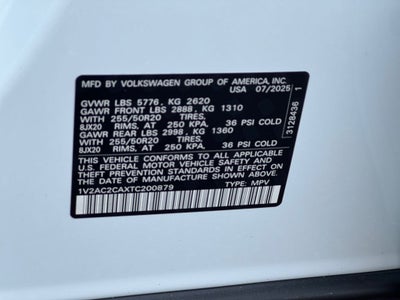 MFD BY VOLKSWAGEN GROUP OF AMERICA, INC.
USA 07/2025
GVWR LBS 5776, KG 2620
GAWR FRONT LBS 2888, KG 1310
WITH 255/50R20 TIRES,
8JX20 RIMS, AT 250 KPA, 36 PSI COLD
GAWR REAR LBS 2998, KG 1360
WITH 255/50R20 TIRES,
8JX20 RIMS, AT 250 KPA, 36 PSI COLD
THIS VEHICLE CONFORMS TO ALL APPLICABLE
U.S. FEDERAL MOTOR VEHICLE SAFETY, BUMPER
AND THEFT PREVENTION STANDARDS IN EFFECT ON
THE DATE OF MANUFACTURE SHOWN ABOVE.
1V2AC2CAXTC200879 TYPE: MPV
3128436 1